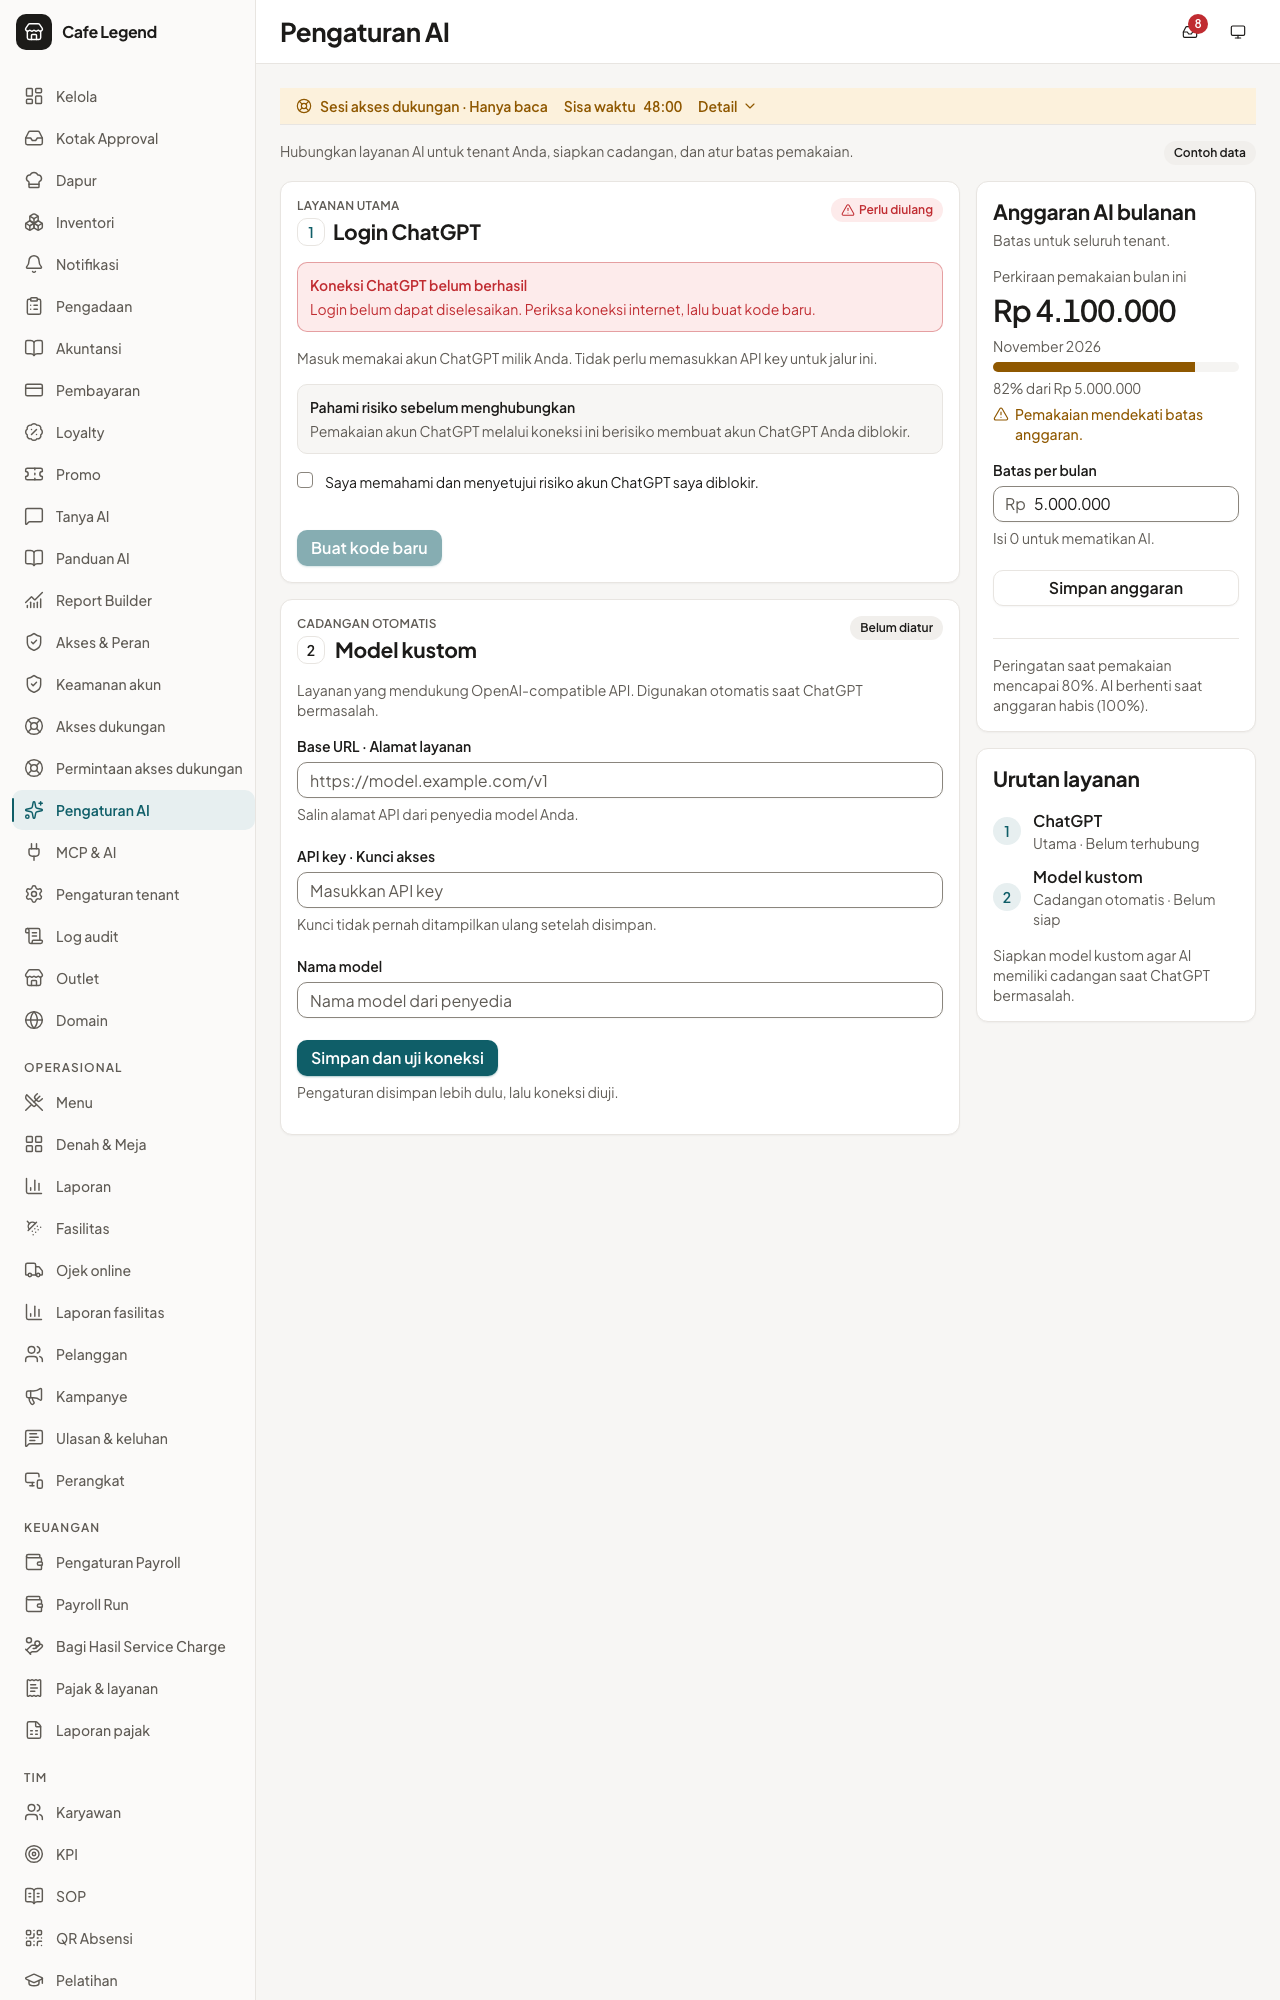 Cafe Legend
Kelola
Kotak Approval
Dapur
Inventori
Notifikasi
Pengadaan
Akuntansi
Pembayaran
Loyalty
Promo
Tanya AI
Panduan AI
Report Builder
Akses & Peran
Keamanan akun
Akses dukungan
Permintaan akses dukungan
Pengaturan AI
MCP & AI
Pengaturan tenant
Log audit
Outlet
Domain
OPERASIONAL
Menu
Denah & Meja
Laporan
Fasilitas
Ojek online
Laporan fasilitas
Pelanggan
Kampanye
Ulasan & keluhan
Perangkat
KEUANGAN
Pengaturan Payroll
Payroll Run
Bagi Hasil Service Charge
Pajak & layanan
Laporan pajak
TIM
Karyawan
KPI
SOP
QR Absensi
Pelatihan
Pengaturan AI
8
Sesi akses dukungan · Hanya baca Sisa waktu 48:00 Detail
Hubungkan layanan AI untuk tenant Anda, siapkan cadangan, dan atur batas pemakaian.
Contoh data
LAYANAN UTAMA
1 Login ChatGPT
Perlu diulang
Koneksi ChatGPT belum berhasil
Login belum dapat diselesaikan. Periksa koneksi internet, lalu buat kode baru.
Masuk memakai akun ChatGPT milik Anda. Tidak perlu memasukkan API key untuk jalur ini.
Pahami risiko sebelum menghubungkan
Pemakaian akun ChatGPT melalui koneksi ini berisiko membuat akun ChatGPT Anda diblokir.
Saya memahami dan menyetujui risiko akun ChatGPT saya diblokir.
Buat kode baru
CADANGAN OTOMATIS
2 Model kustom
Belum diatur
Layanan yang mendukung OpenAI-compatible API. Digunakan otomatis saat ChatGPT
bermasalah.
Base URL · Alamat layanan
https://model.example.com/v1
Salin alamat API dari penyedia model Anda.
API key · Kunci akses
Masukkan API key
Kunci tidak pernah ditampilkan ulang setelah disimpan.
Nama model
Nama model dari penyedia
Simpan dan uji koneksi
Pengaturan disimpan lebih dulu, lalu koneksi diuji.
Anggaran AI bulanan
Batas untuk seluruh tenant.
Perkiraan pemakaian bulan ini
Rp 4.100.000
November 2026
82% dari Rp 5.000.000
Pemakaian mendekati batas
anggaran.
Batas per bulan
Rp 5.000.000
Isi 0 untuk mematikan AI.
Simpan anggaran
Peringatan saat pemakaian
mencapai 80%. AI berhenti saat
anggaran habis (100%).
Urutan layanan
1 ChatGPT
Utama · Belum terhubung
2 Model kustom
Cadangan otomatis · Belum
siap
Siapkan model kustom agar AI
memiliki cadangan saat ChatGPT
bermasalah.